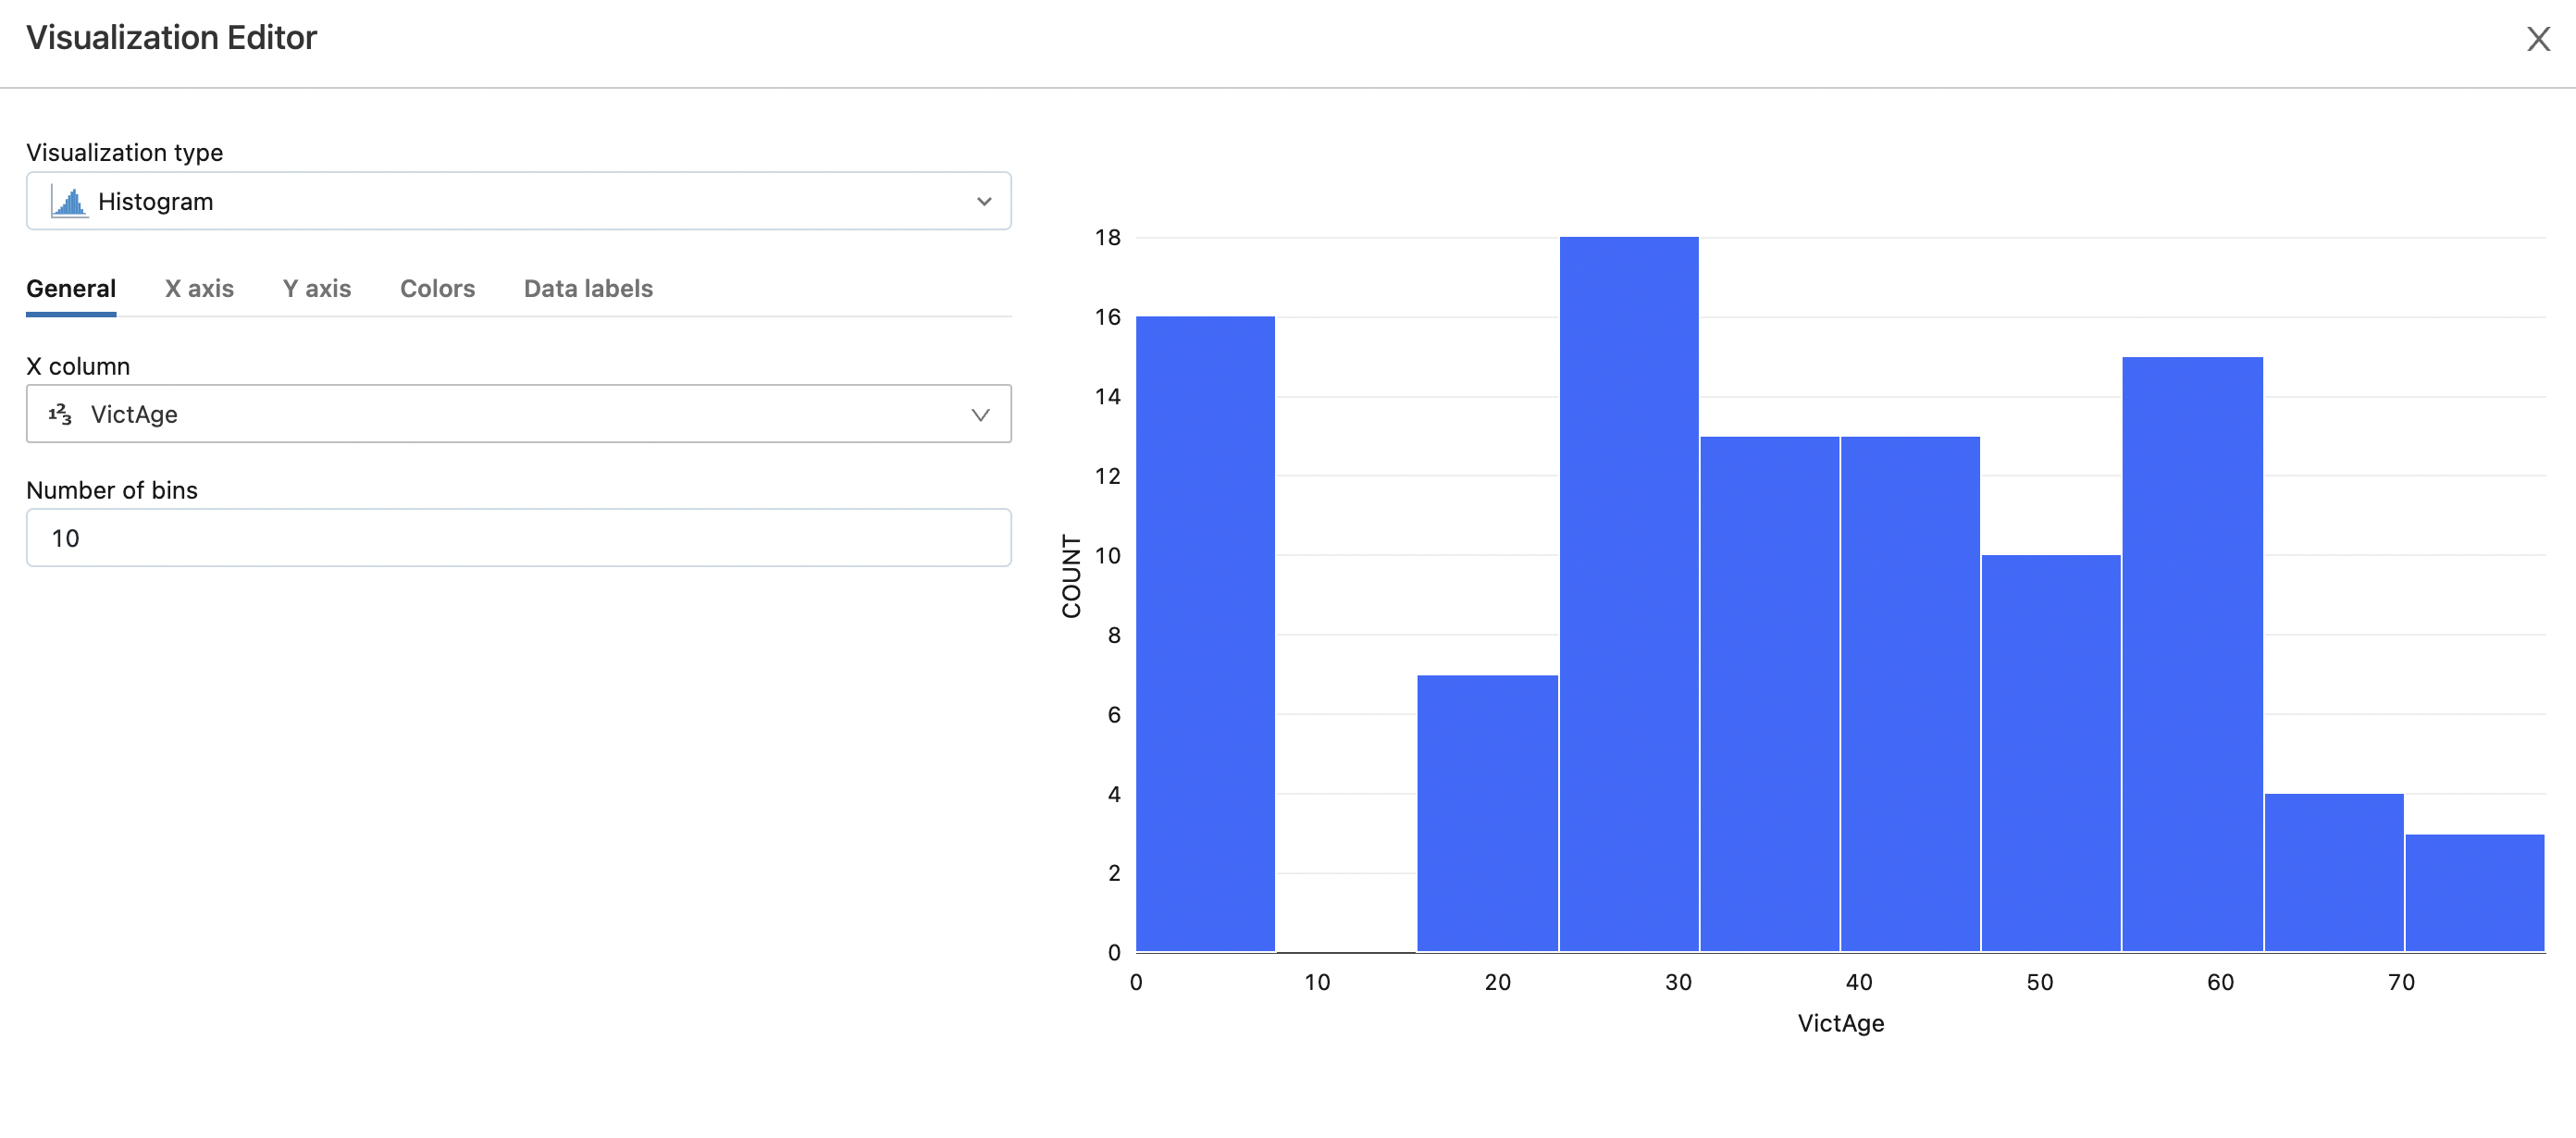 Visualization Editor
Visualization type
Histogram
General X axis Y axis Colors Data labels
X column
123 VictAge
Number of bins
10
18
16
14
12
10
8
6
4
2
0
COUNT
0 10 20 30 40 50 60 70
VictAge